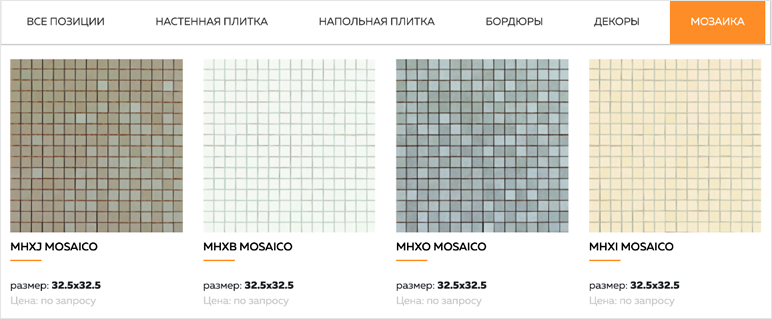 ВСЕ ПОЗИЦИИ НАСТЕННАЯ ПЛИТКА НАПОЛЬНАЯ ПЛИТКА БОРДЮРЫ ДЕКОРЫ МОЗАИКА
MHXJ MOSAICO MHXB MOSAICO MHXO MOSAICO MHXI MOSAICO
размер: 32.5x32.5 размер: 32.5x32.5 размер: 32.5x32.5 размер: 32.5x32.5
Цена: по запросу Цена: по запросу Цена: по запросу Цена: по запросу